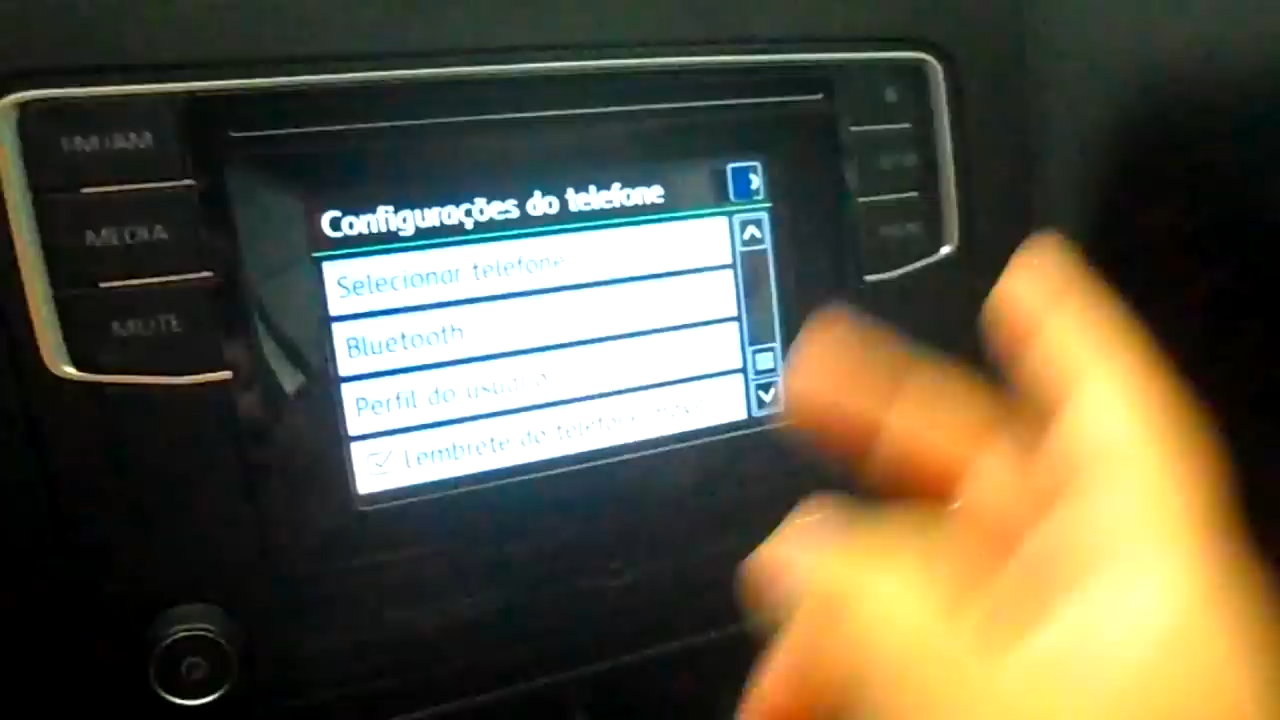 FM/AM
MEDIA
MUTE
Configurações do telefone
Selecionar telefone
Bluetooth
Perfil do usuário
Lembrete do telefone